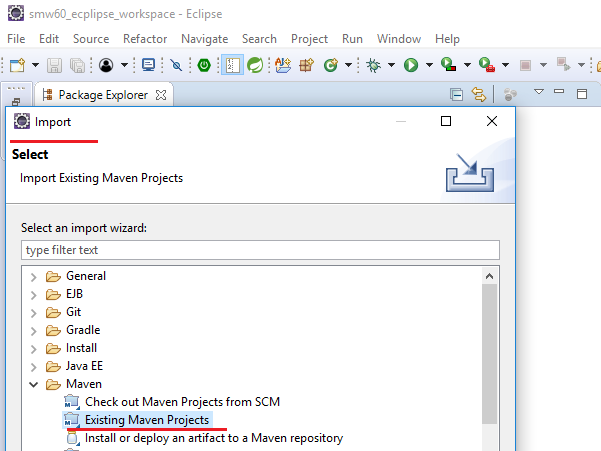 smw60_ecplipse_workspace - Eclipse
File Edit Source Refactor Navigate Search Project Run Window Help
Package Explorer
Import
Select
Import Existing Maven Projects
Select an import wizard:
type filter text
General
EJB
Git
Gradle
Install
Java EE
Maven
Check out Maven Projects from SCM
Existing Maven Projects
Install or deploy an artifact to a Maven repository